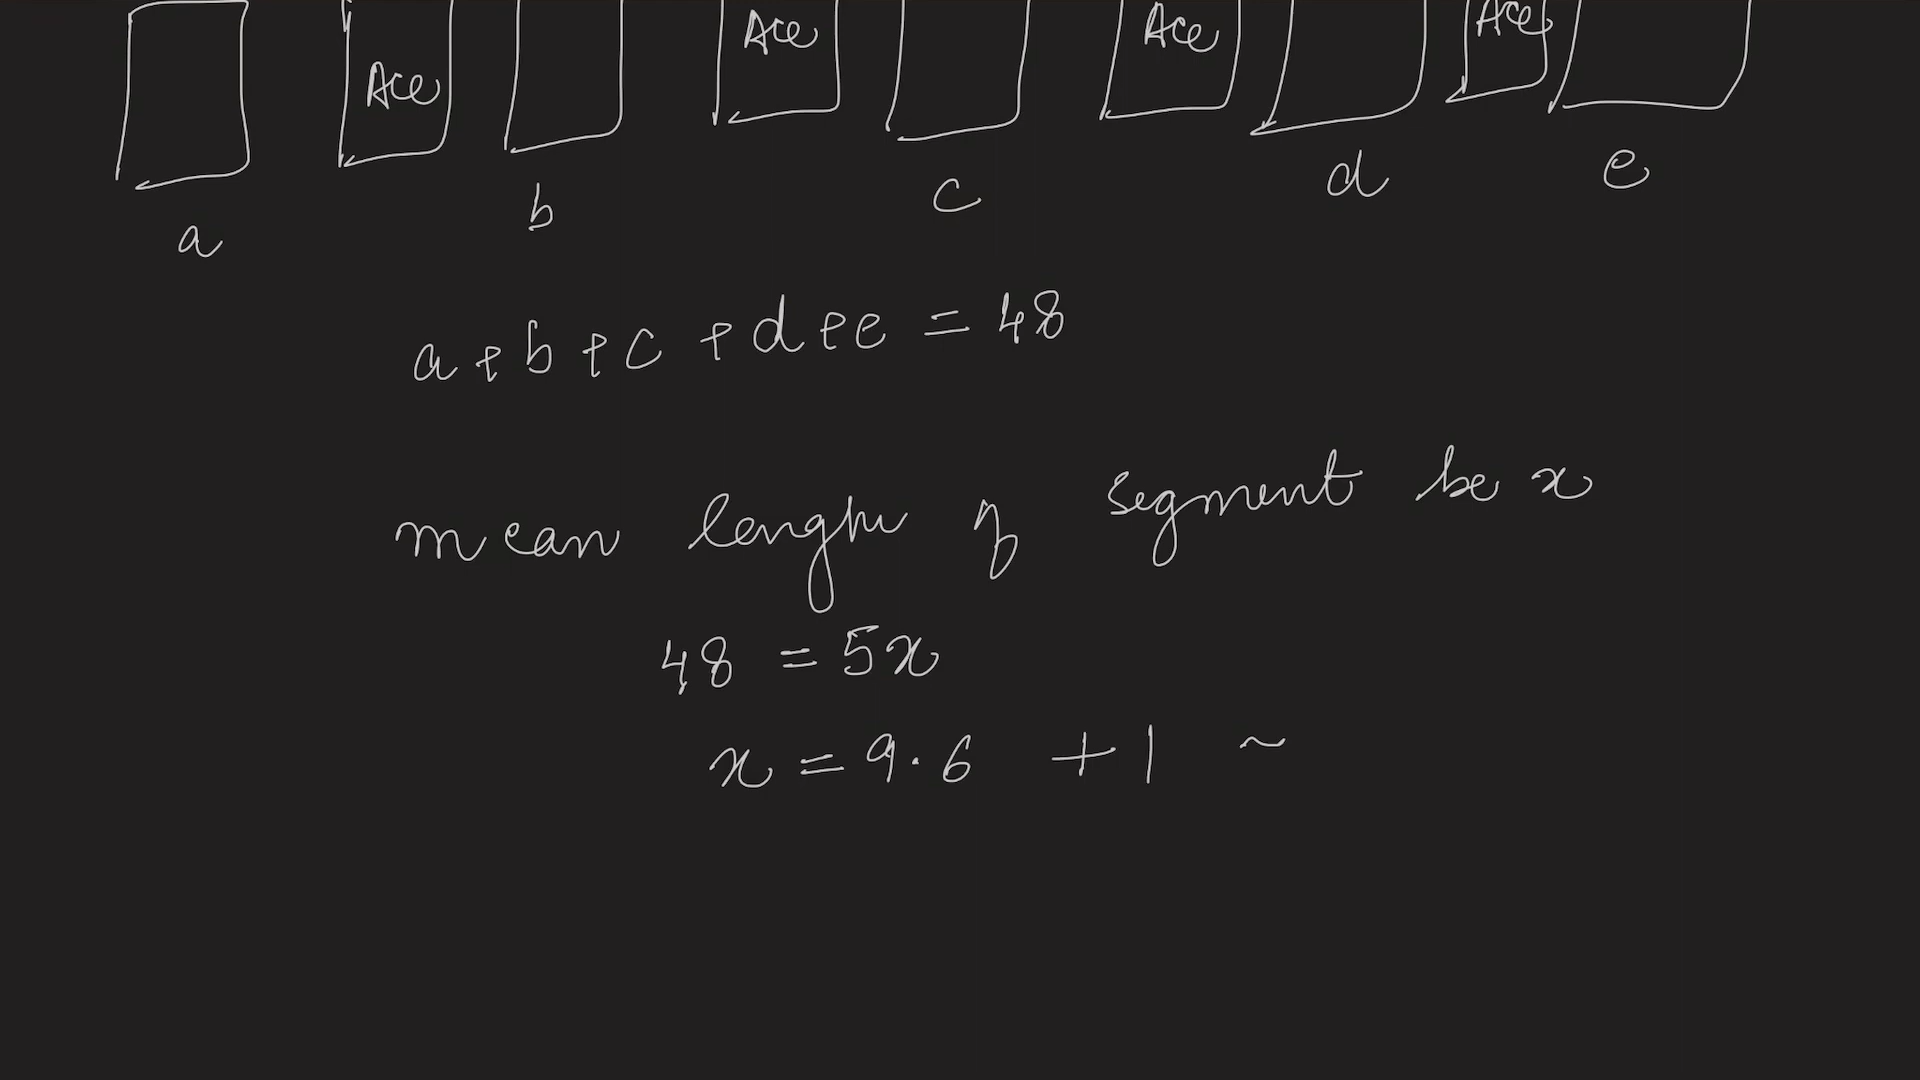 Ace Ace Ace Ace
a b c d e
a + b + c + d + e = 48
mean length of segment be x
48 = 5x
x = 9.6 + 1 ~